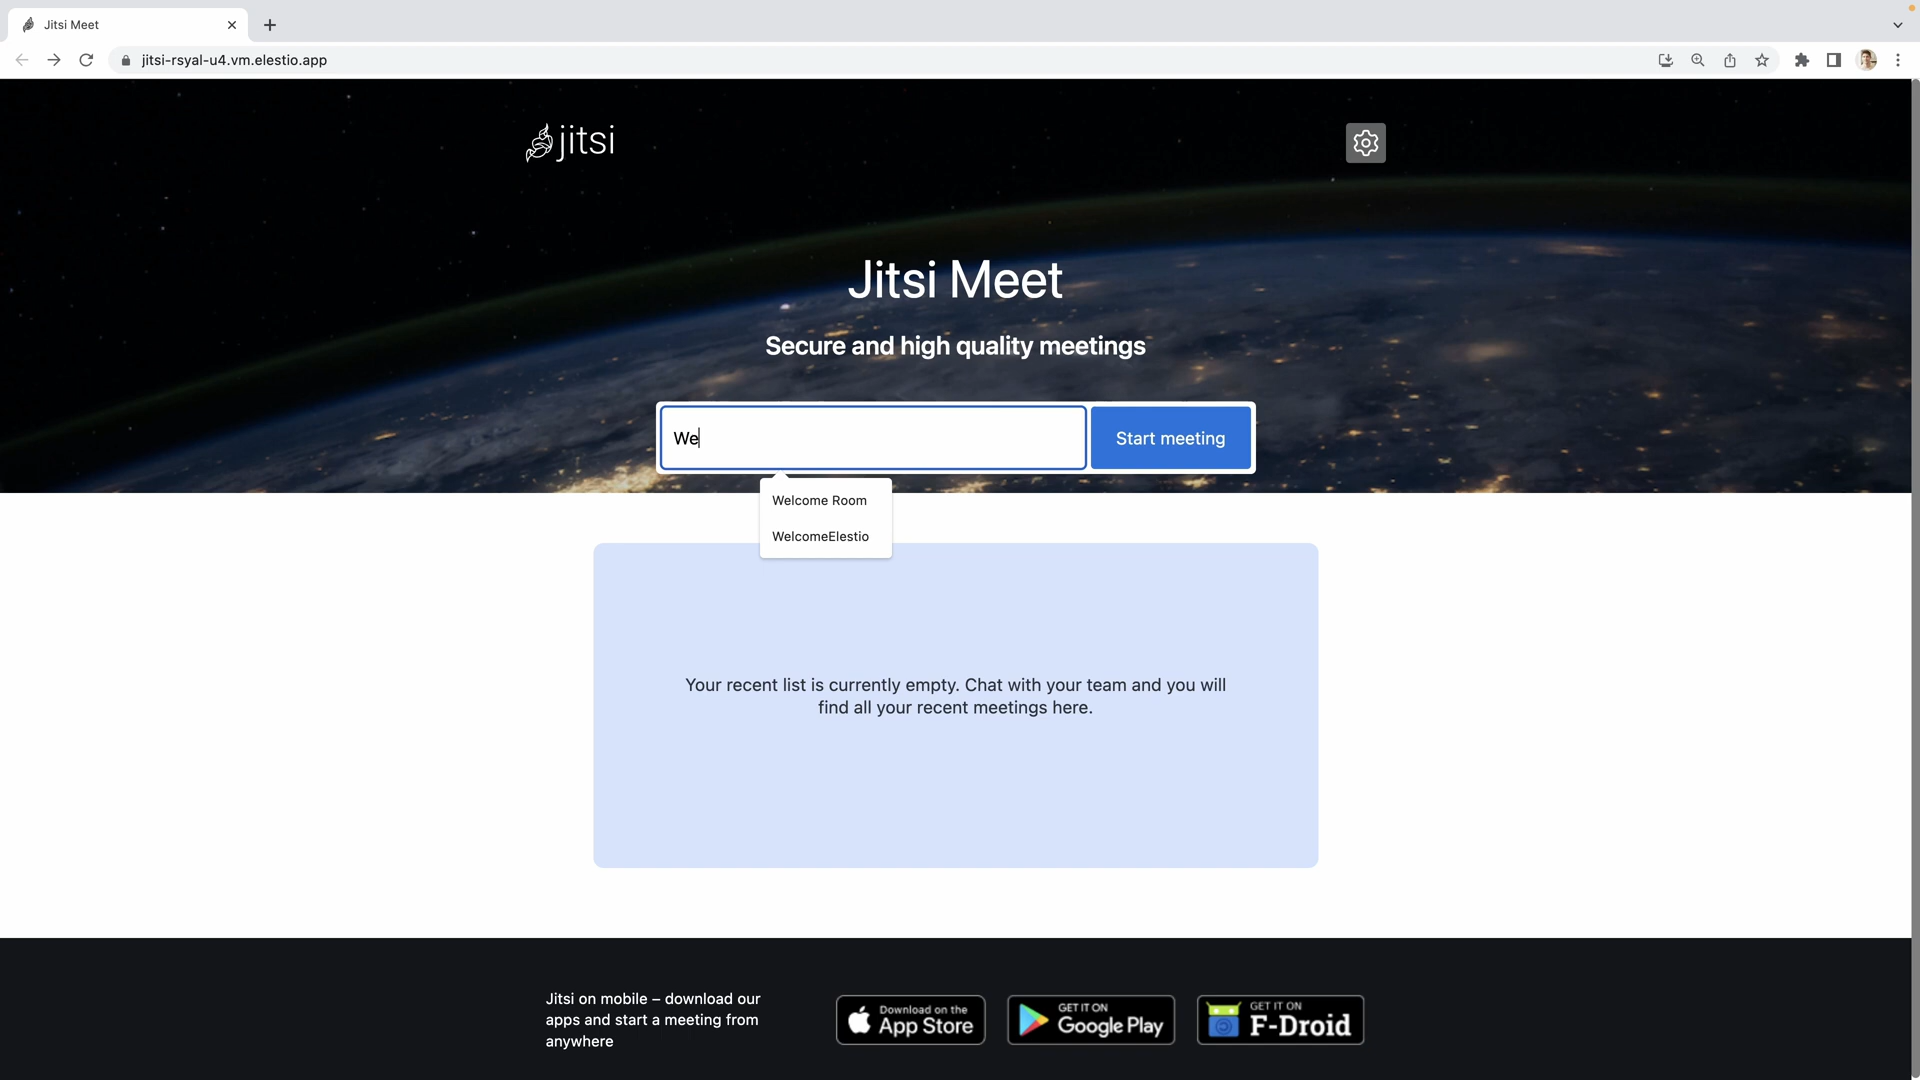 Jitsi Meet
jitsi-rsyal-u4.vm.elestio.app
jitsi
Jitsi Meet
Secure and high quality meetings
We
Start meeting
Welcome Room
WelcomeElestio
Your recent list is currently empty. Chat with your team and you will
find all your recent meetings here.
Jitsi on mobile – download our
apps and start a meeting from
anywhere
Download on the
App Store
GET IT ON
Google Play
GET IT ON
F-Droid